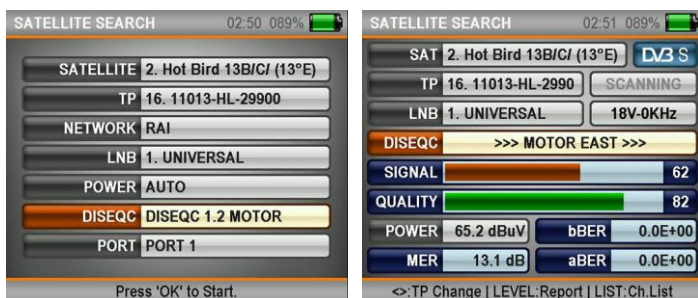 SATELLITE SEARCH 02:50 089%
SATELLITE 2. Hot Bird 13B/C/ (13°E)
TP 16. 11013-HL-29900
NETWORK RAI
LNB 1. UNIVERSAL
POWER AUTO
DISEQC DISEQC 1.2 MOTOR
PORT PORT 1
Press 'OK' to Start.
SATELLITE SEARCH 02:51 089%
SAT 2. Hot Bird 13B/C/ (13°E) DVB S
TP 16. 11013-HL-2990 SCANNING
LNB 1. UNIVERSAL 18V-0KHz
DISEQC >>> MOTOR EAST >>>
SIGNAL 62
QUALITY 82
POWER 65.2 dBuV bBER 0.0E+00
MER 13.1 dB aBER 0.0E+00
<>:TP Change | LEVEL:Report | LIST:Ch.List